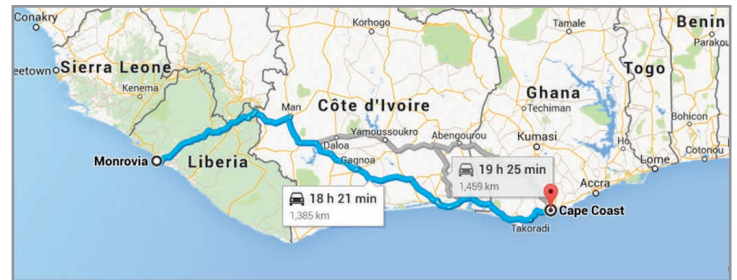 Conakry
Korhogo
Tamale
Benin
Parakou
eetown
Sierra Leone
Togo
Kenema
Man
Côte d'Ivoire
Ghana
Techiman
Bohicon
Yamoussoukro
Abengourou
Kumasi
Ho
Daloa
Cotonou
Monrovia
Liberia
Gagnoa
Lome
19 h 25 min
1,459 km
Accra
18 h 21 min
1,385 km
Cape Coast
Takoradi